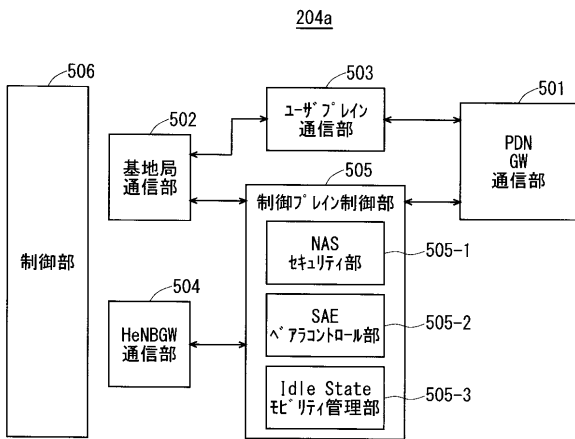 204a
506
制御部
502
基地局
通信部
503
ユーザプレイン
通信部
501
PDN
GW
通信部
505
制御プレイン制御部
NAS
セキュリティ部
505-1
SAE
ベアラコントロール部
505-2
Idle State
モビリティ管理部
505-3
504
HeNBGW
通信部